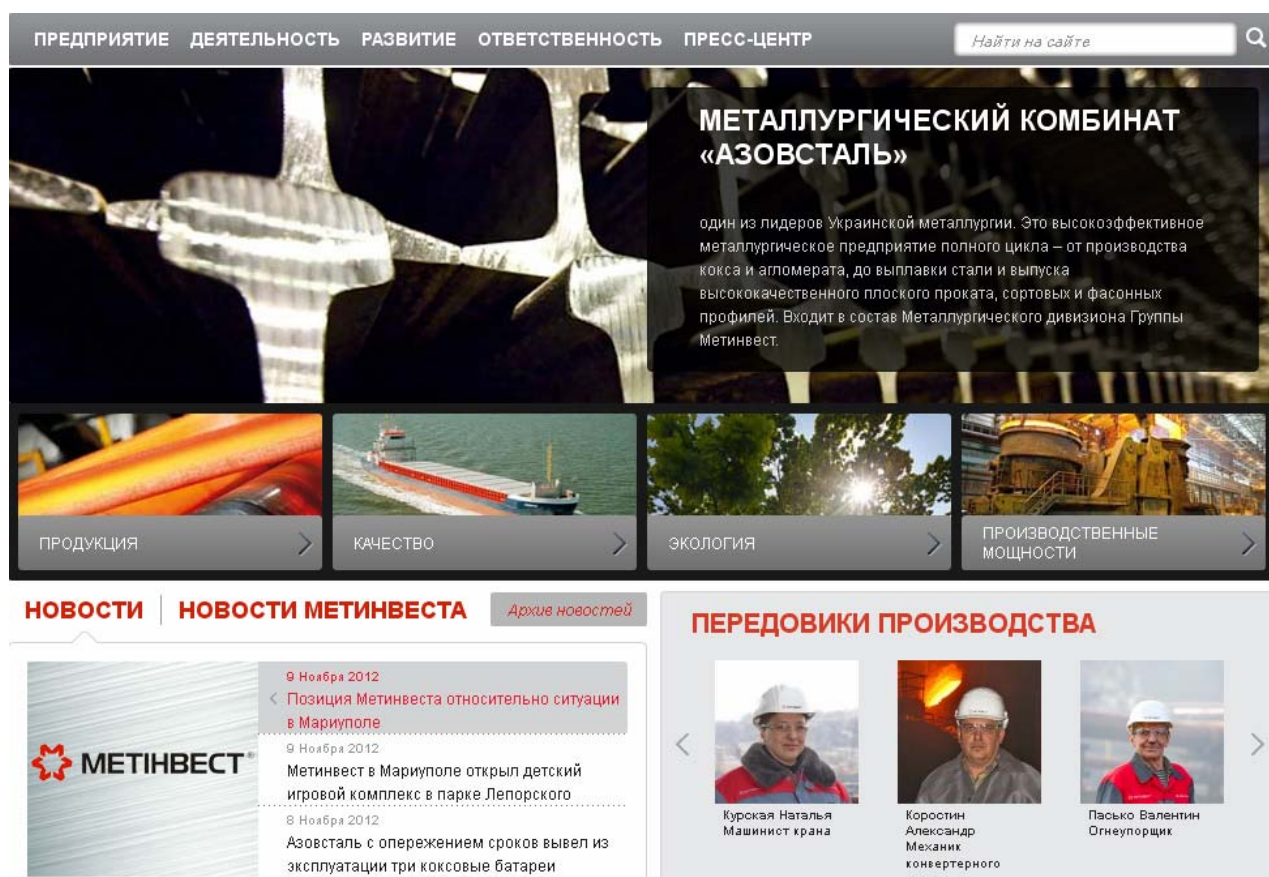 ПРЕДПРИЯТИЕ ДЕЯТЕЛЬНОСТЬ РАЗВИТИЕ ОТВЕТСТВЕННОСТЬ ПРЕСС-ЦЕНТР Найти на сайте
МЕТАЛЛУРГИЧЕСКИЙ КОМБИНАТ
«АЗОВСТАЛЬ»
один из лидеров Украинской металлургии. Это высокоэффективное
металлургическое предприятие полного цикла – от производства
кокса и агломерата, до выплавки стали и выпуска
высококачественного плоского проката, сортовых и фасонных
профилей. Входит в состав Металлургического дивизиона Группы
Метинвест.
ПРОДУКЦИЯ
КАЧЕСТВО
ЭКОЛОГИЯ
ПРОИЗВОДСТВЕННЫЕ
МОЩНОСТИ
НОВОСТИ НОВОСТИ МЕТИНВЕСТА Архив новостей
МЕТІНВЕСТ®
9 Ноября 2012
Позиция Метинвеста относительно ситуации
в Мариуполе
9 Ноября 2012
Метинвест в Мариуполе открыл детский
игровой комплекс в парке Лепорского
8 Ноября 2012
Азовсталь с опережением сроков вывел из
эксплуатации три коксовые батареи
ПЕРЕДОВИКИ ПРОИЗВОДСТВА
Курская Наталья
Машинист крана
Коростин
Александр
Механик
конвертерного
Пасько Валентин
Огнеупорщик